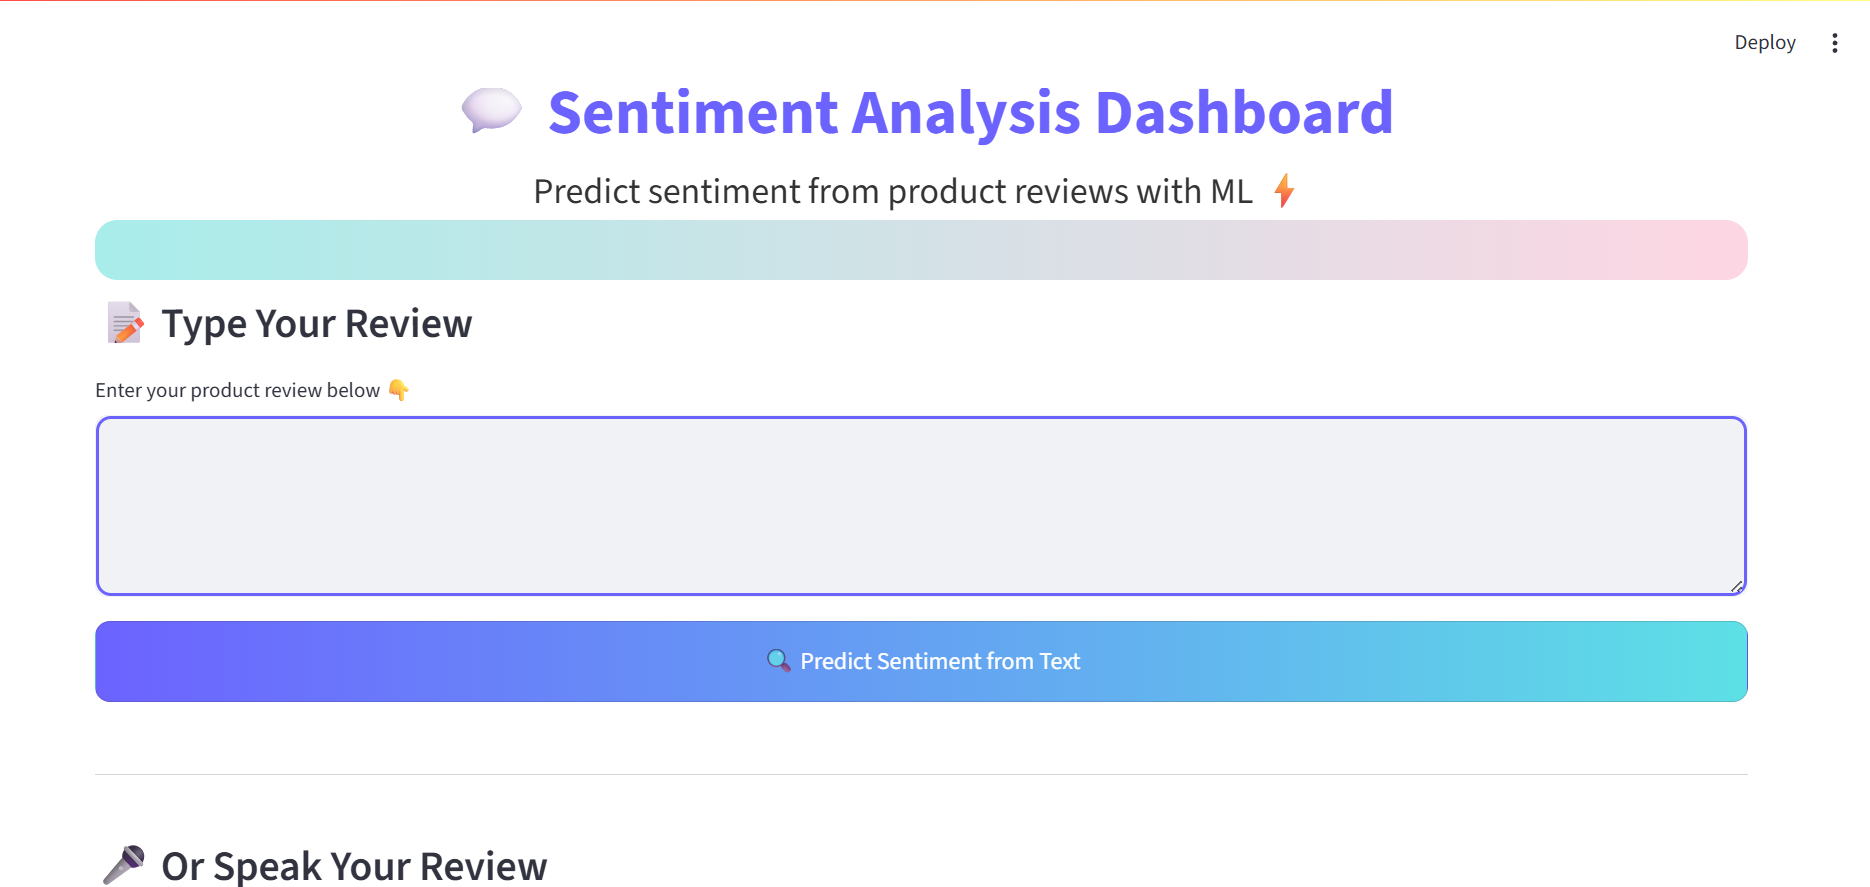 Deploy
Sentiment Analysis Dashboard
Predict sentiment from product reviews with ML
Type Your Review
Enter your product review below
Predict Sentiment from Text
Or Speak Your Review